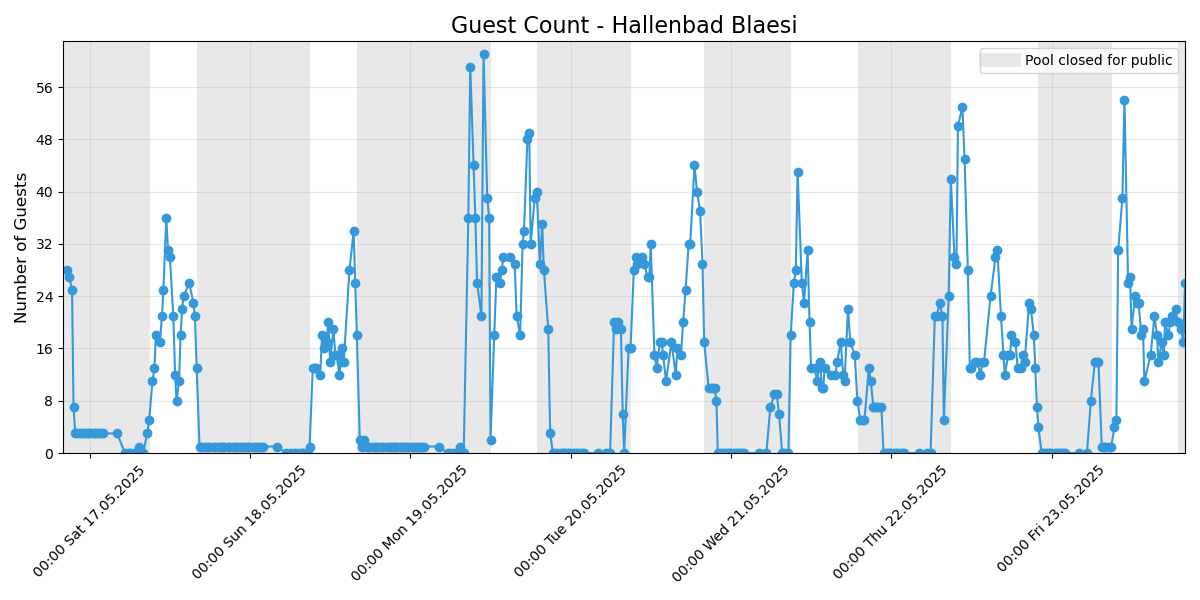 Guest Count - Hallenbad Blaesi
Pool closed for public
Number of Guests
56
48
40
32
24
16
8
0
00:00 Sat 17.05.2025
00:00 Sun 18.05.2025
00:00 Mon 19.05.2025
00:00 Tue 20.05.2025
00:00 Wed 21.05.2025
00:00 Thu 22.05.2025
00:00 Fri 23.05.2025